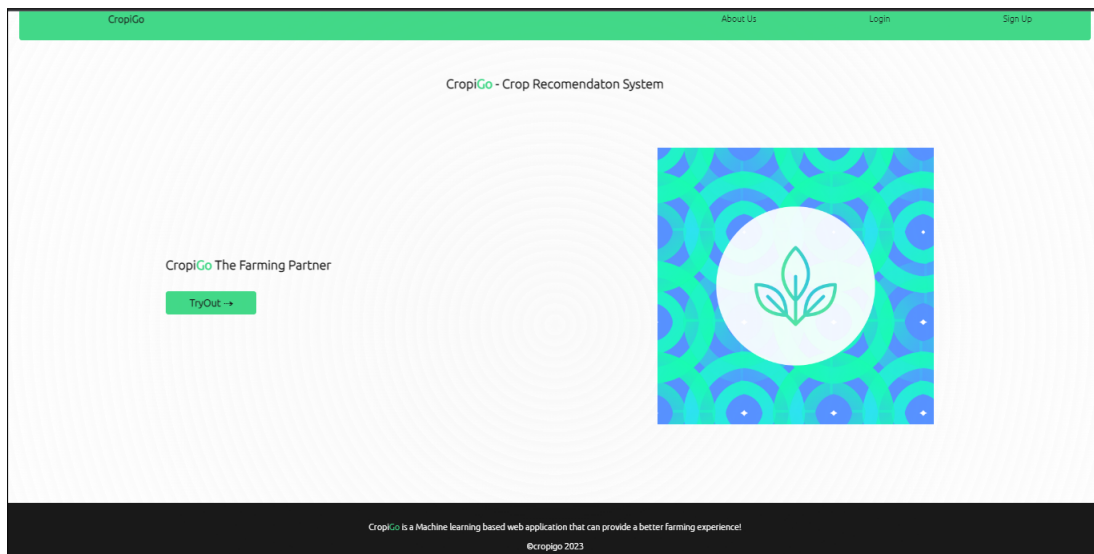 CropiGo About Us Login Sign Up
CropiGo - Crop Recomendaton System
CropiGo The Farming Partner
TryOut →
CropiGo is a Machine learning based web application that can provide a better farming experience!
©cropigo 2023